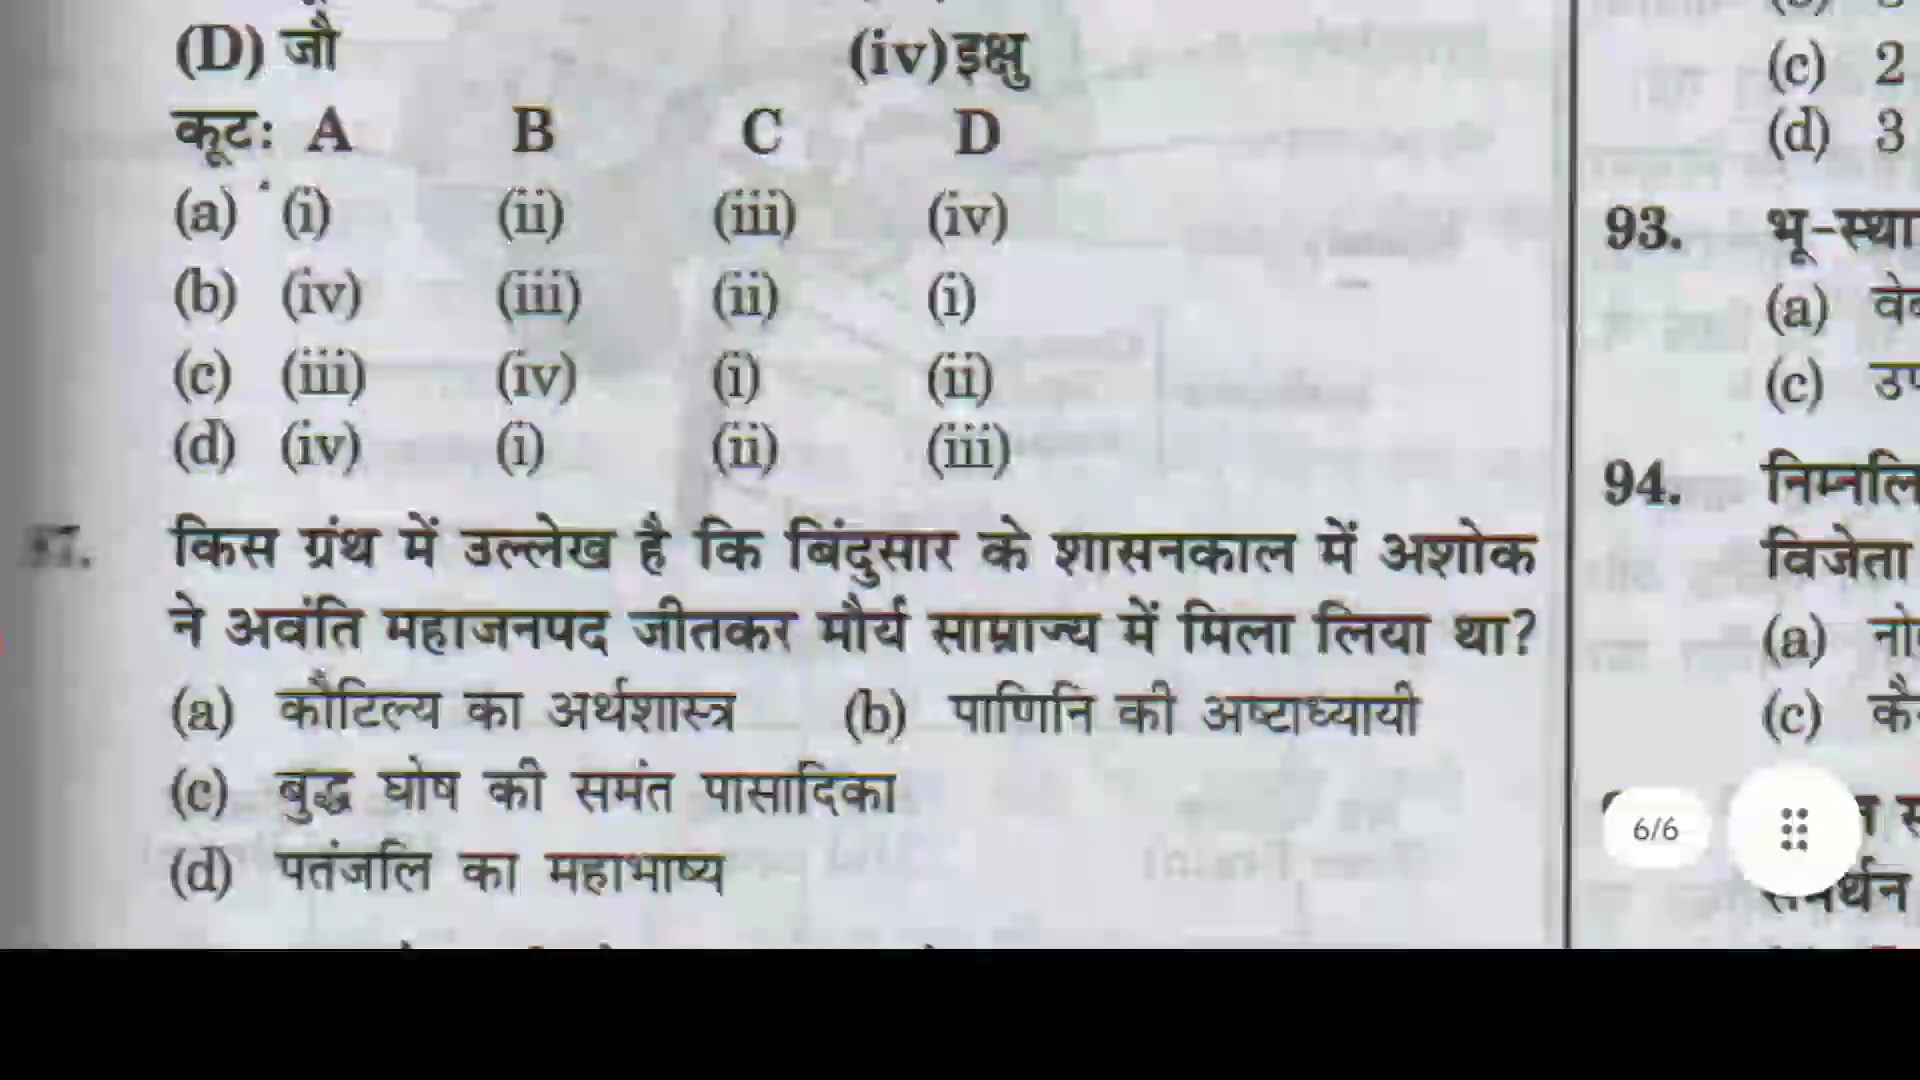 (D) जौ (iv) इक्षु
कूटः A B C D
(a) (i) (ii) (iii) (iv)
(b) (iv) (iii) (ii) (i)
(c) (iii) (iv) (i) (ii)
(d) (iv) (i) (ii) (iii)
किस ग्रंथ में उल्लेख है कि बिंदुसार के शासनकाल में अशोक
ने अवंति महाजनपद जीतकर मौर्य साम्राज्य में मिला लिया था?
(a) कौटिल्य का अर्थशास्त्र (b) पाणिनि की अष्टाध्यायी
(c) बुद्ध घोष की समंत पासादिका
(d) पतंजलि का महाभाष्य
(c) 2
(d) 3
93. भू-स्था
(a)
(c)
94. निम्नलि
विजेता
(a)
(c)
6/6